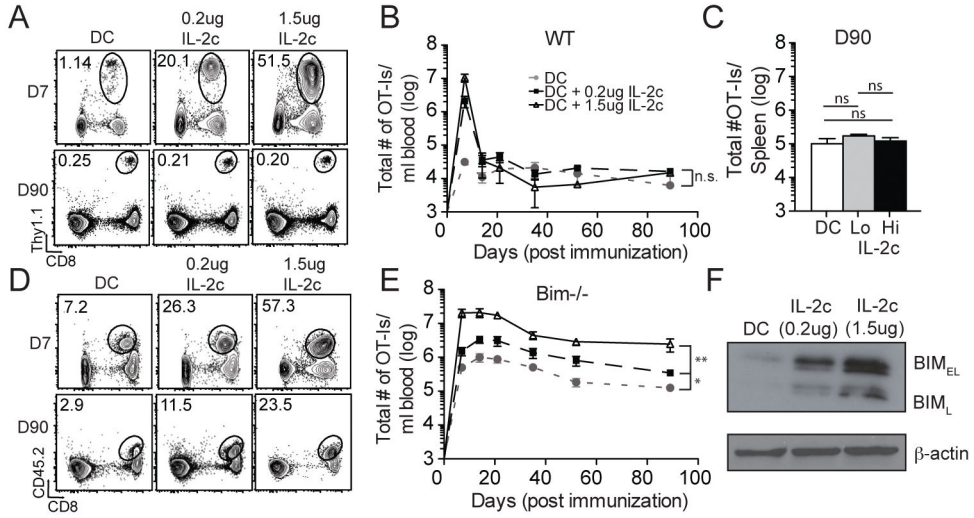 A
0.2ug
1.5ug
DC
IL-2c
IL-2c
D7
1.14
20.1
51.5
D90
0.25
0.21
0.20
Thy1.1
CD8
B
WT
Total # of OT-Is/
ml blood (log)
8
7
6
5
4
3
DC
DC + 0.2ug IL-2c
DC + 1.5ug IL-2c
n.s.
0
20
40
60
80
100
Days (post immunization)
C
D90
Total #OT-Is/
Spleen (log)
8
7
6
5
4
3
ns
ns
ns
DC
Lo
Hi
IL-2c
D
0.2ug
1.5ug
DC
IL-2c
IL-2c
D7
7.2
26.3
57.3
D90
2.9
11.5
23.5
CD45.2
CD8
E
Bim-/-
Total # of OT-Is/
ml blood (log)
8
7
6
5
4
3
**
*
0
20
40
60
80
100
Days (post immunization)
F
IL-2c
IL-2c
DC
(0.2ug)
(1.5ug)
BIMEL
BIML
β-actin